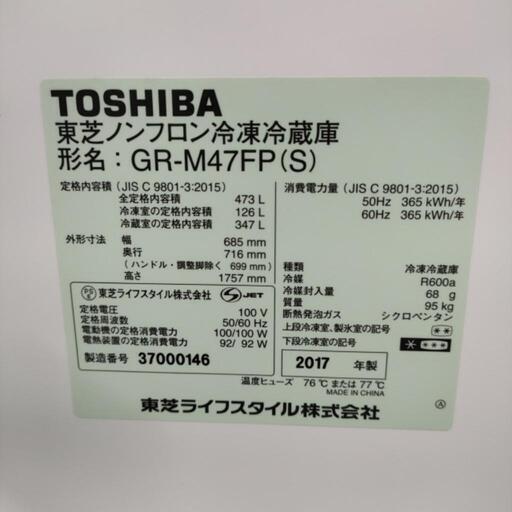 TOSHIBA
東芝ノンフロン冷凍冷蔵庫
形名：GR-M47FP(S)
定格内容積 (JIS C 9801-3:2015)
全定格内容積 473 L
冷凍室の定格内容積 126 L
冷蔵室の定格内容積 347 L
外形寸法 幅 685 mm
奥行 716 mm
(ハンドル・調整脚除く 699 mm)
高さ 1757 mm
消費電力量 (JIS C 9801-3:2015)
50Hz 365 kWh/年
60Hz 365 kWh/年
PS E 東芝ライフスタイル株式会社 JET
定格電圧 100 V
定格周波数 50/60 Hz
電動機の定格消費電力 100/100 W
電熱装置の定格消費電力 92/ 92 W
製造番号 37000146
種類 冷凍冷蔵庫
冷媒 R600a
冷媒封入量 68 g
質量 95 kg
断熱発泡ガス シクロペンタン
上段冷凍室、製氷室の記号
下段冷凍室の記号
2017 年製
温度ヒューズ 76 ℃ または 77 ℃
MADE IN CHINA
東芝ライフスタイル株式会社
Ⓐ